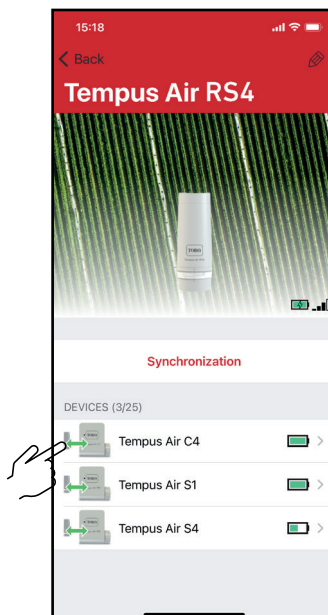 15:18
Back
Tempus Air RS4
TORO
Synchronization
DEVICES (3/25)
Tempus Air C4
Tempus Air S1
Tempus Air S4